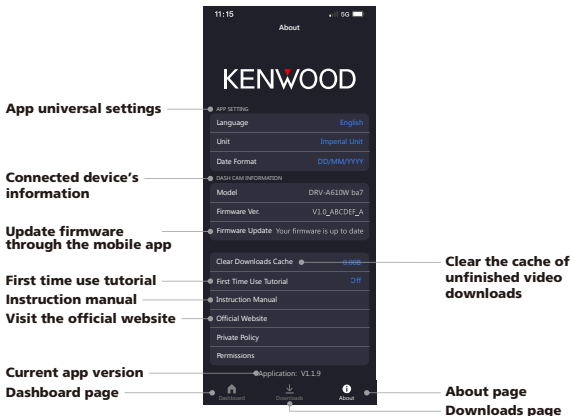 11:15
5G
About
KENWOOD
App universal settings
APP SETTING
Language English
Unit Imperial Unit
Date Format DD/MM/YYYY
Connected device's
information
DASH CAM INFORMATION
Model DRV-A610W ba7
Firmware Ver. V1.0_ABCDEF_A
Update firmware
through the mobile app
Firmware Update Your firmware is up to date
Clear Downloads Cache 0.00B
Clear the cache of
unfinished video
downloads
First time use tutorial
First Time Use Tutorial Off
Instruction manual
Instruction Manual
Visit the official website
Official Website
Private Policy
Permissions
Current app version
Application: V1.1.9
Dashboard page
Dashboard
Downloads
About
About page
Downloads page